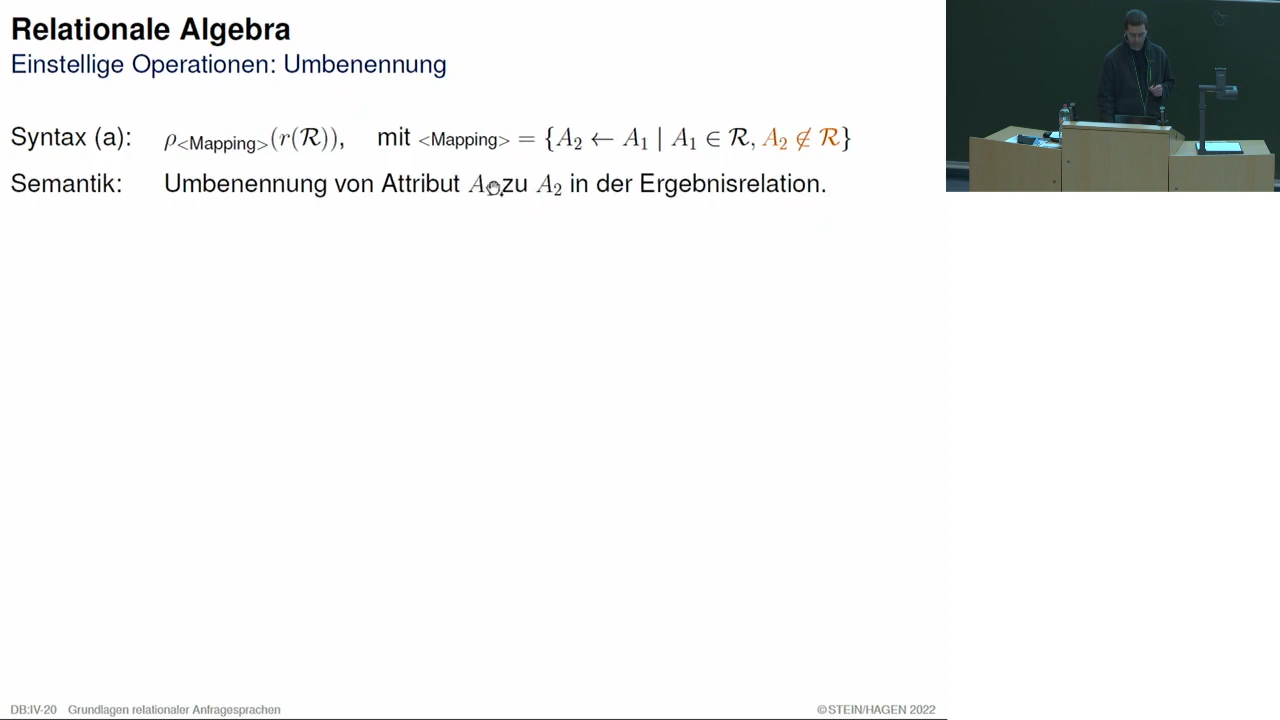 Relationale Algebra
Einstellige Operationen: Umbenennung
Syntax (a): ρ<Mapping>(r(ℛ)), mit <Mapping> = {A₂ ← A₁ | A₁ ∈ ℛ, A₂ ∉ ℛ}
Semantik: Umbenennung von Attribut A zu A₂ in der Ergebnisrelation.
DB:IV-20 Grundlagen relationaler Anfragesprachen
©STEIN/HAGEN 2022